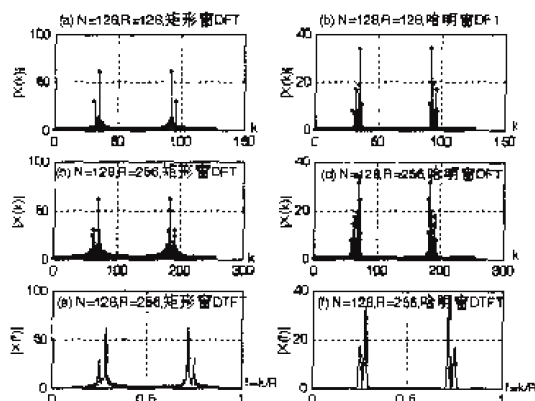 (a) N=128,R=128,矩形窗DFT
(b) N=128,R=128,哈明窗DFT
|X(k)|
100
50
0
0 50 100 150
k
|X(k)|
40
20
0
0 50 100 150
k
(c) N=128,R=256,矩形窗DFT
(d) N=128,R=256,哈明窗DFT
|X(k)|
100
50
0
0 100 200 300
k
|X(k)|
40
20
0
0 100 200 300
k
(e) N=128,R=256,矩形窗DTFT
(f) N=128,R=256,哈明窗DTFT
|X(f)|
100
50
0
0 0.5 1
f=k/R
|X(f)|
40
20
0
0 0.5 1
f=k/R